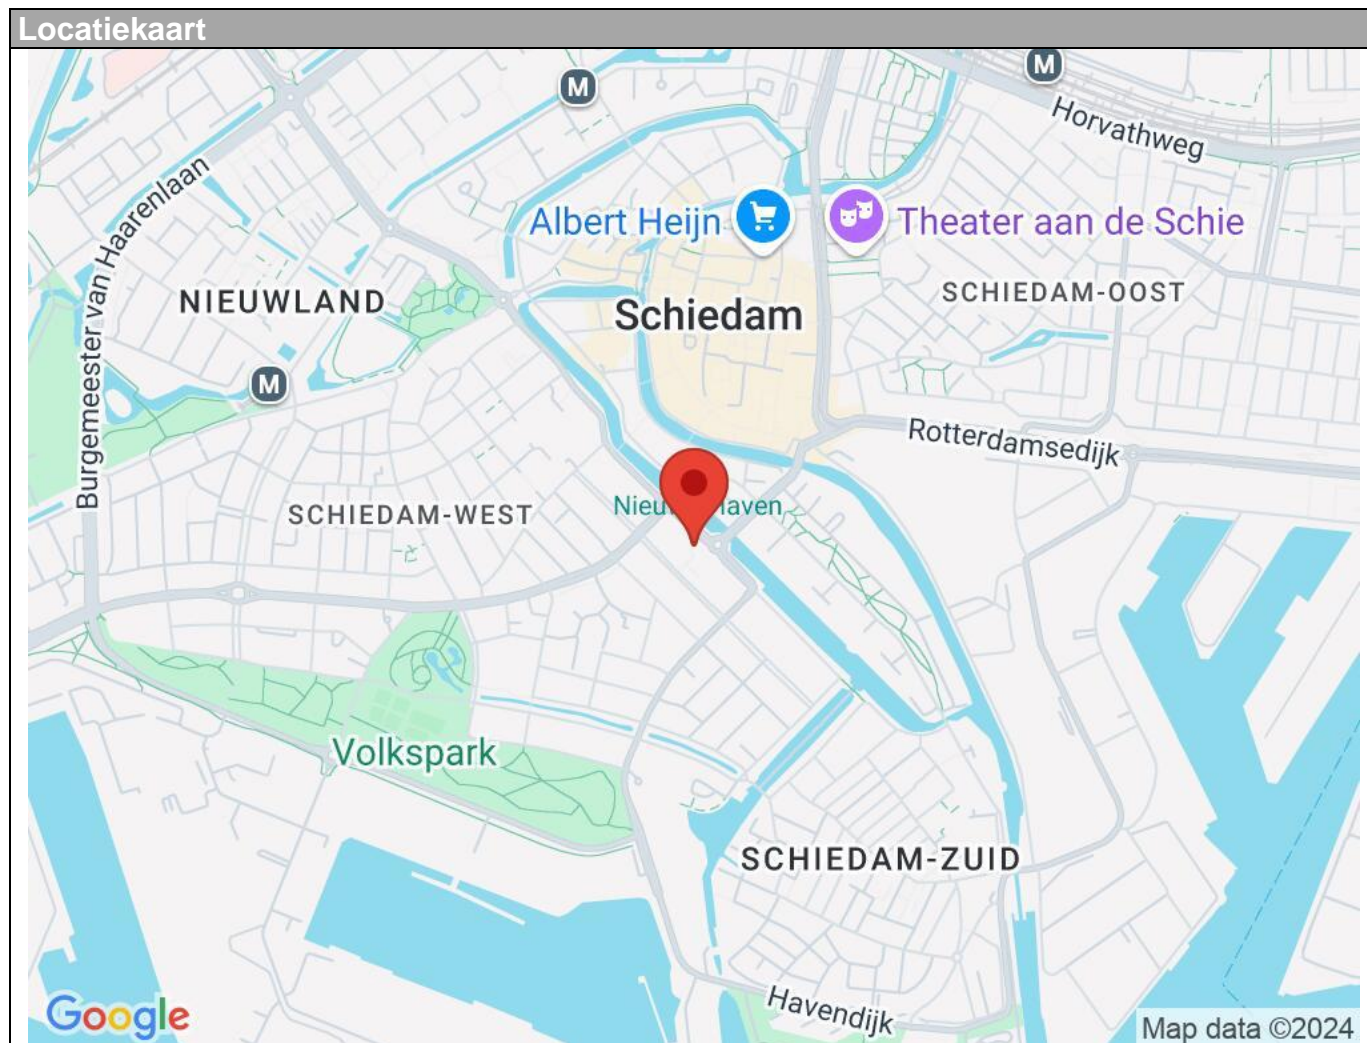 Locatiekaart
M
M
Horvathweg
Burgemeester van Haarenlaan
Albert Heijn
Theater aan de Schie
NIEUWLAND
SCHIEDAM-OOST
Schiedam
M
Rotterdamsedijk
SCHIEDAM-WEST
Volkspark
SCHIEDAM-ZUID
Havendijk
Google
Map data ©2024